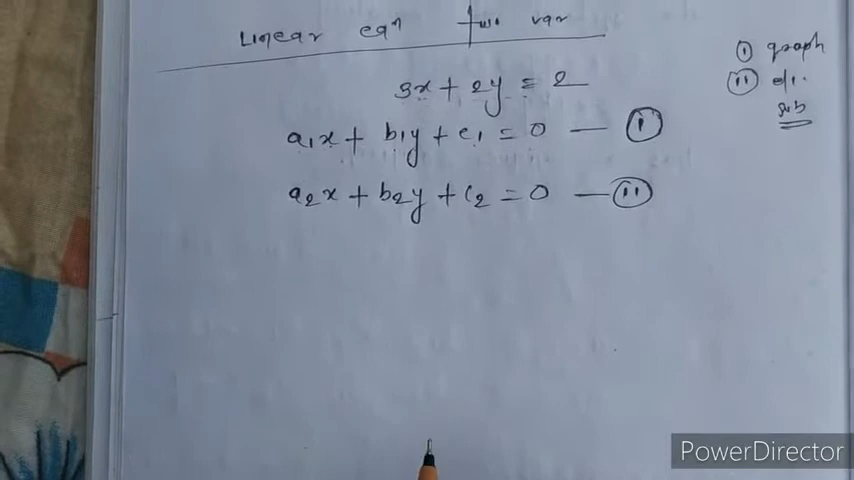 Linear eqn two var
3x + 2y = 2
a₁x + b₁y + c₁ = 0 — (i)
a₂x + b₂y + c₂ = 0 — (ii)
(i) graph
(ii) eli.
sub
PowerDirector